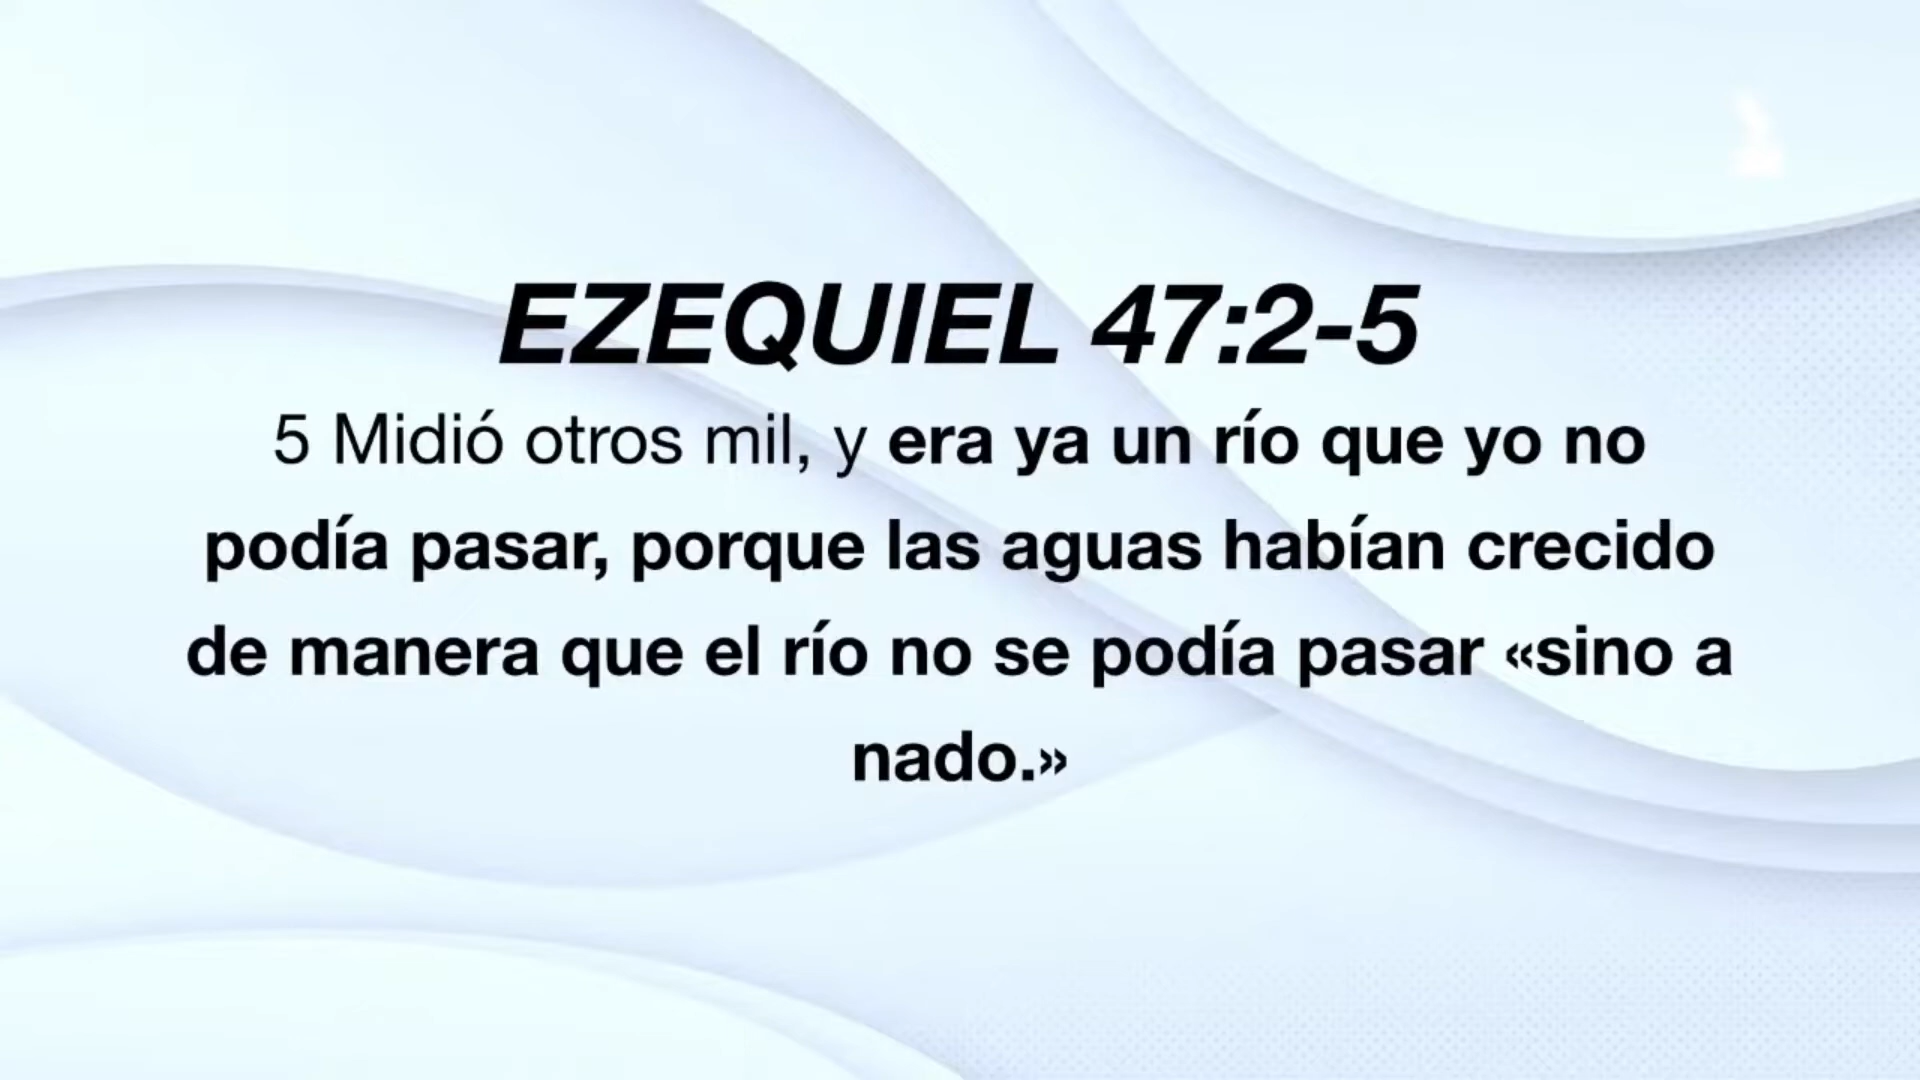 EZEQUIEL 47:2-5
5 Midió otros mil, y era ya un río que yo no
podía pasar, porque las aguas habían crecido
de manera que el río no se podía pasar «sino a
nado.»